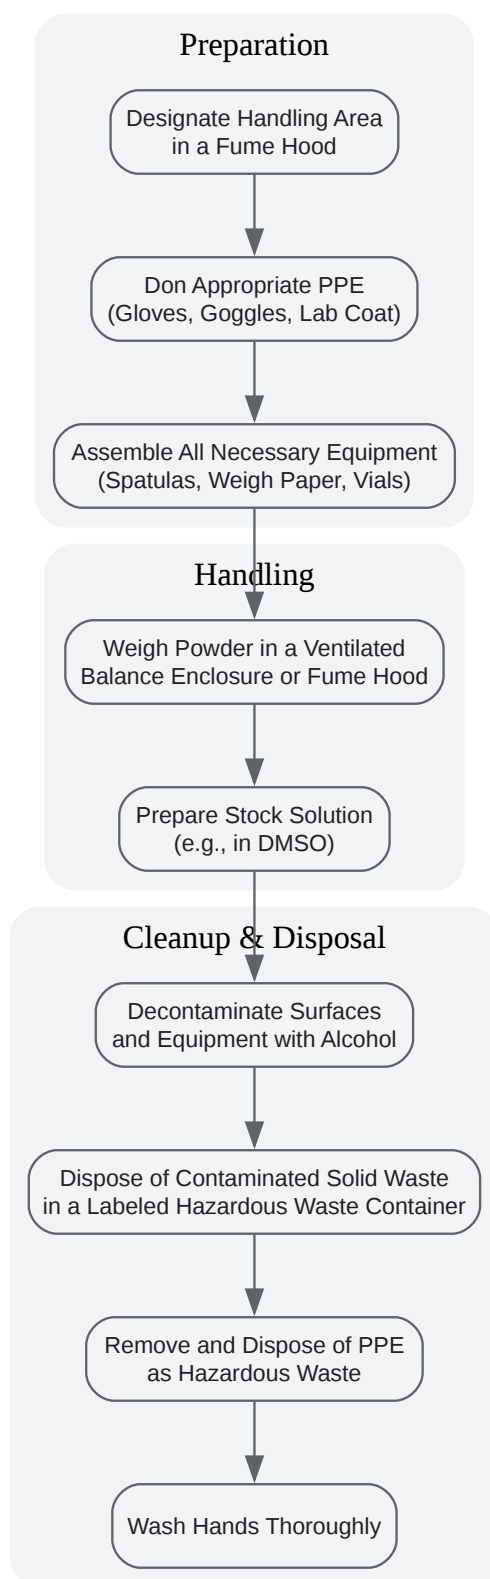 Preparation
Designate Handling Area
in a Fume Hood
Don Appropriate PPE
(Gloves, Goggles, Lab Coat)
Assemble All Necessary Equipment
(Spatulas, Weigh Paper, Vials)
Handling
Weigh Powder in a Ventilated
Balance Enclosure or Fume Hood
Prepare Stock Solution
(e.g., in DMSO)
Cleanup & Disposal
Decontaminate Surfaces
and Equipment with Alcohol
Dispose of Contaminated Solid Waste
in a Labeled Hazardous Waste Container
Remove and Dispose of PPE
as Hazardous Waste
Wash Hands Thoroughly